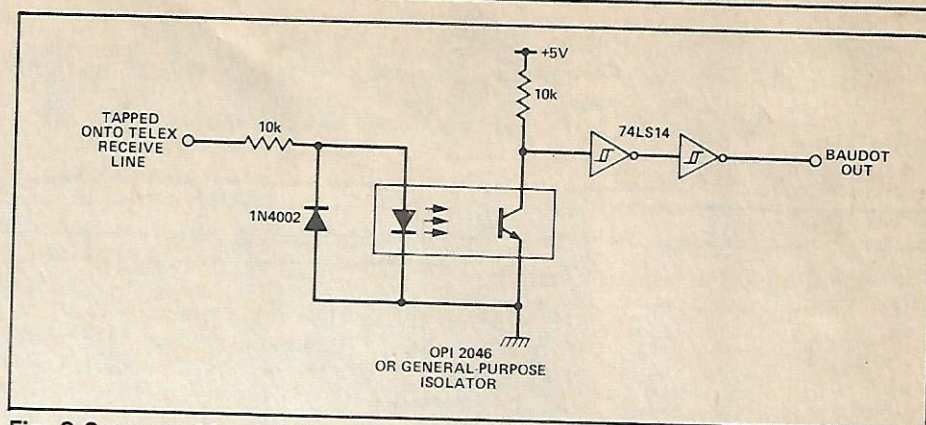 +5V
10k
TAPPED
ONTO TELEX
RECEIVE
LINE
10k
74LS14
BAUDOT
OUT
1N4002
OPI 2046
OR GENERAL-PURPOSE
ISOLATOR